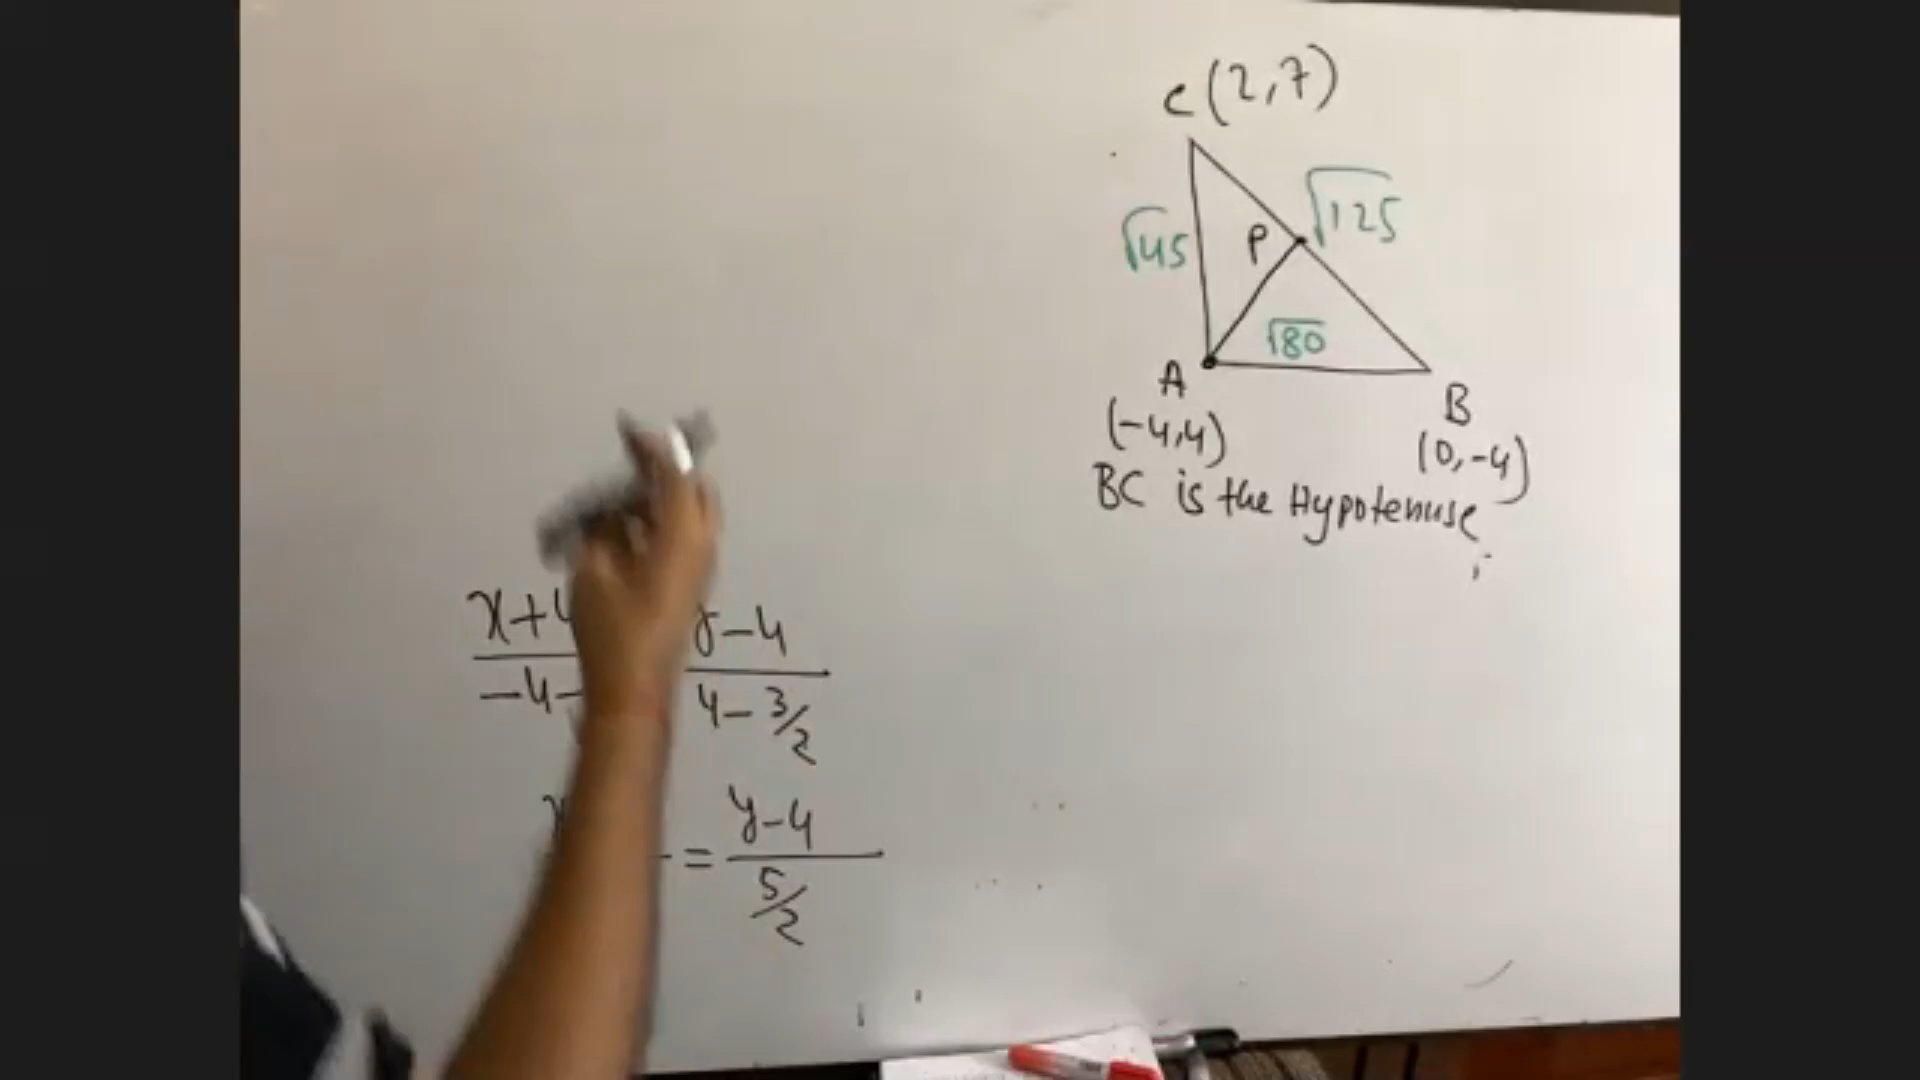 C (2,7)
√45
P
√125
√80
A
(-4,4)
B
(0,-4)
BC is the Hypotenuse
x+4
-4-
y-4
4-3/2
x
=
y-4
5/2